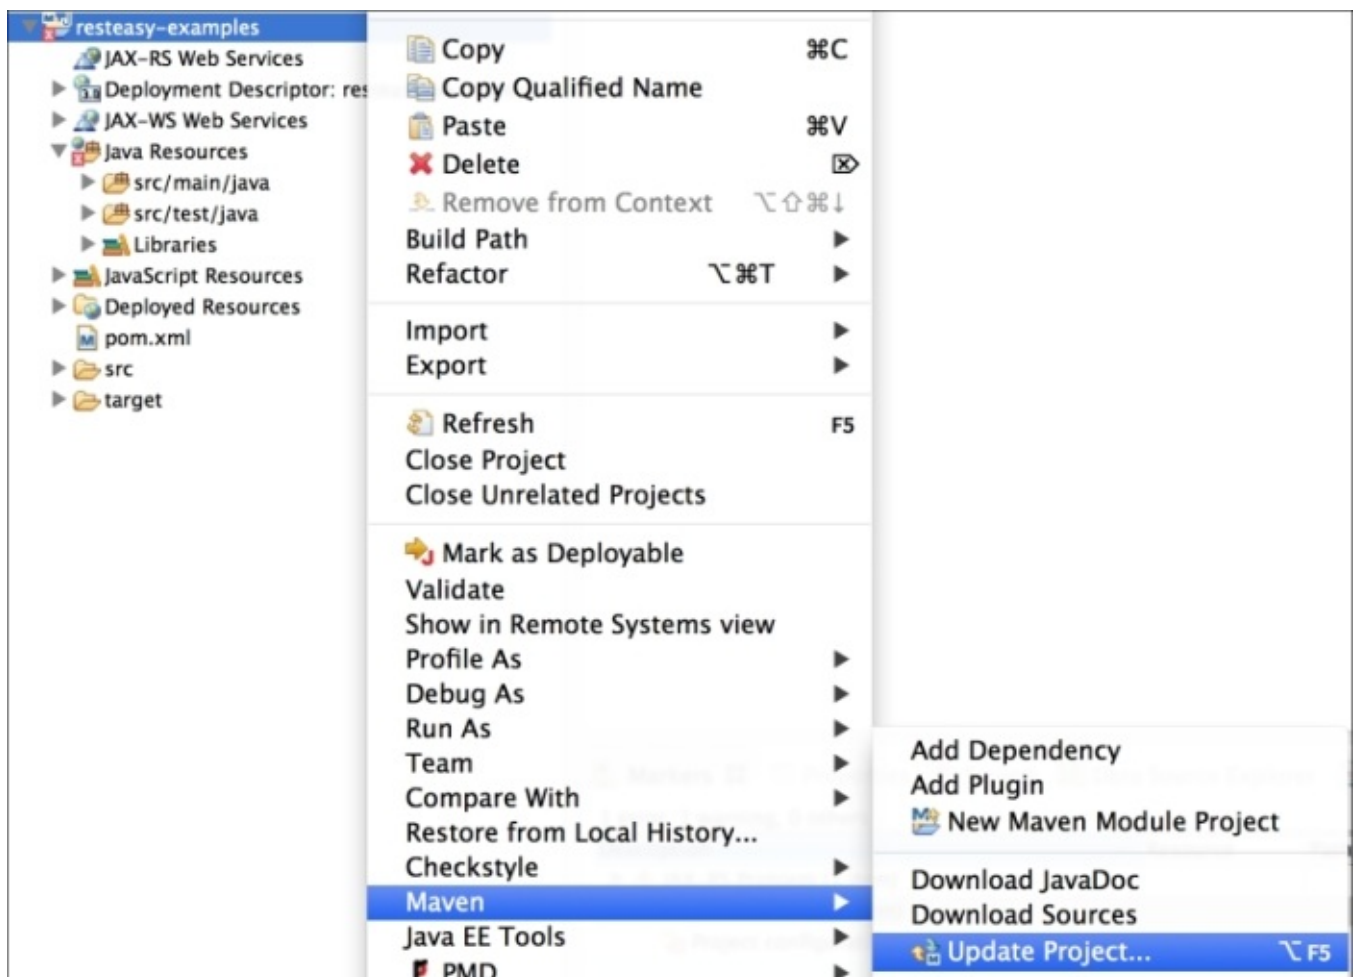 resteasy-examples
JAX-RS Web Services
Deployment Descriptor: res
JAX-WS Web Services
Java Resources
src/main/java
src/test/java
Libraries
JavaScript Resources
Deployed Resources
pom.xml
src
target
Copy ⌘C
Copy Qualified Name
Paste ⌘V
Delete ⌦
Remove from Context ⌥⇧⌘↓
Build Path
Refactor ⌥⌘T
Import
Export
Refresh F5
Close Project
Close Unrelated Projects
Mark as Deployable
Validate
Show in Remote Systems view
Profile As
Debug As
Run As
Team
Compare With
Restore from Local History...
Checkstyle
Maven
Java EE Tools
PMD
Add Dependency
Add Plugin
New Maven Module Project
Download JavaDoc
Download Sources
Update Project... ⌥F5